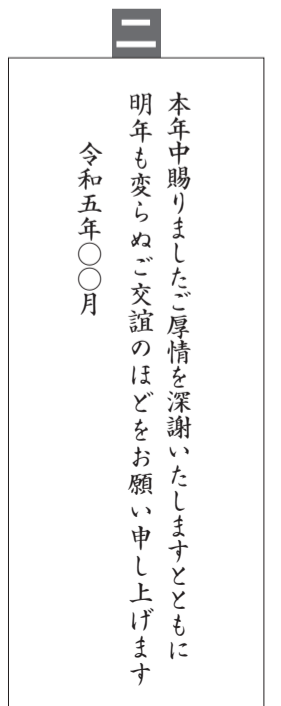 二
本年中賜りましたご厚情を深謝いたしますとともに
明年も変らぬご交誼のほどをお願い申し上げます
令和五年〇〇月